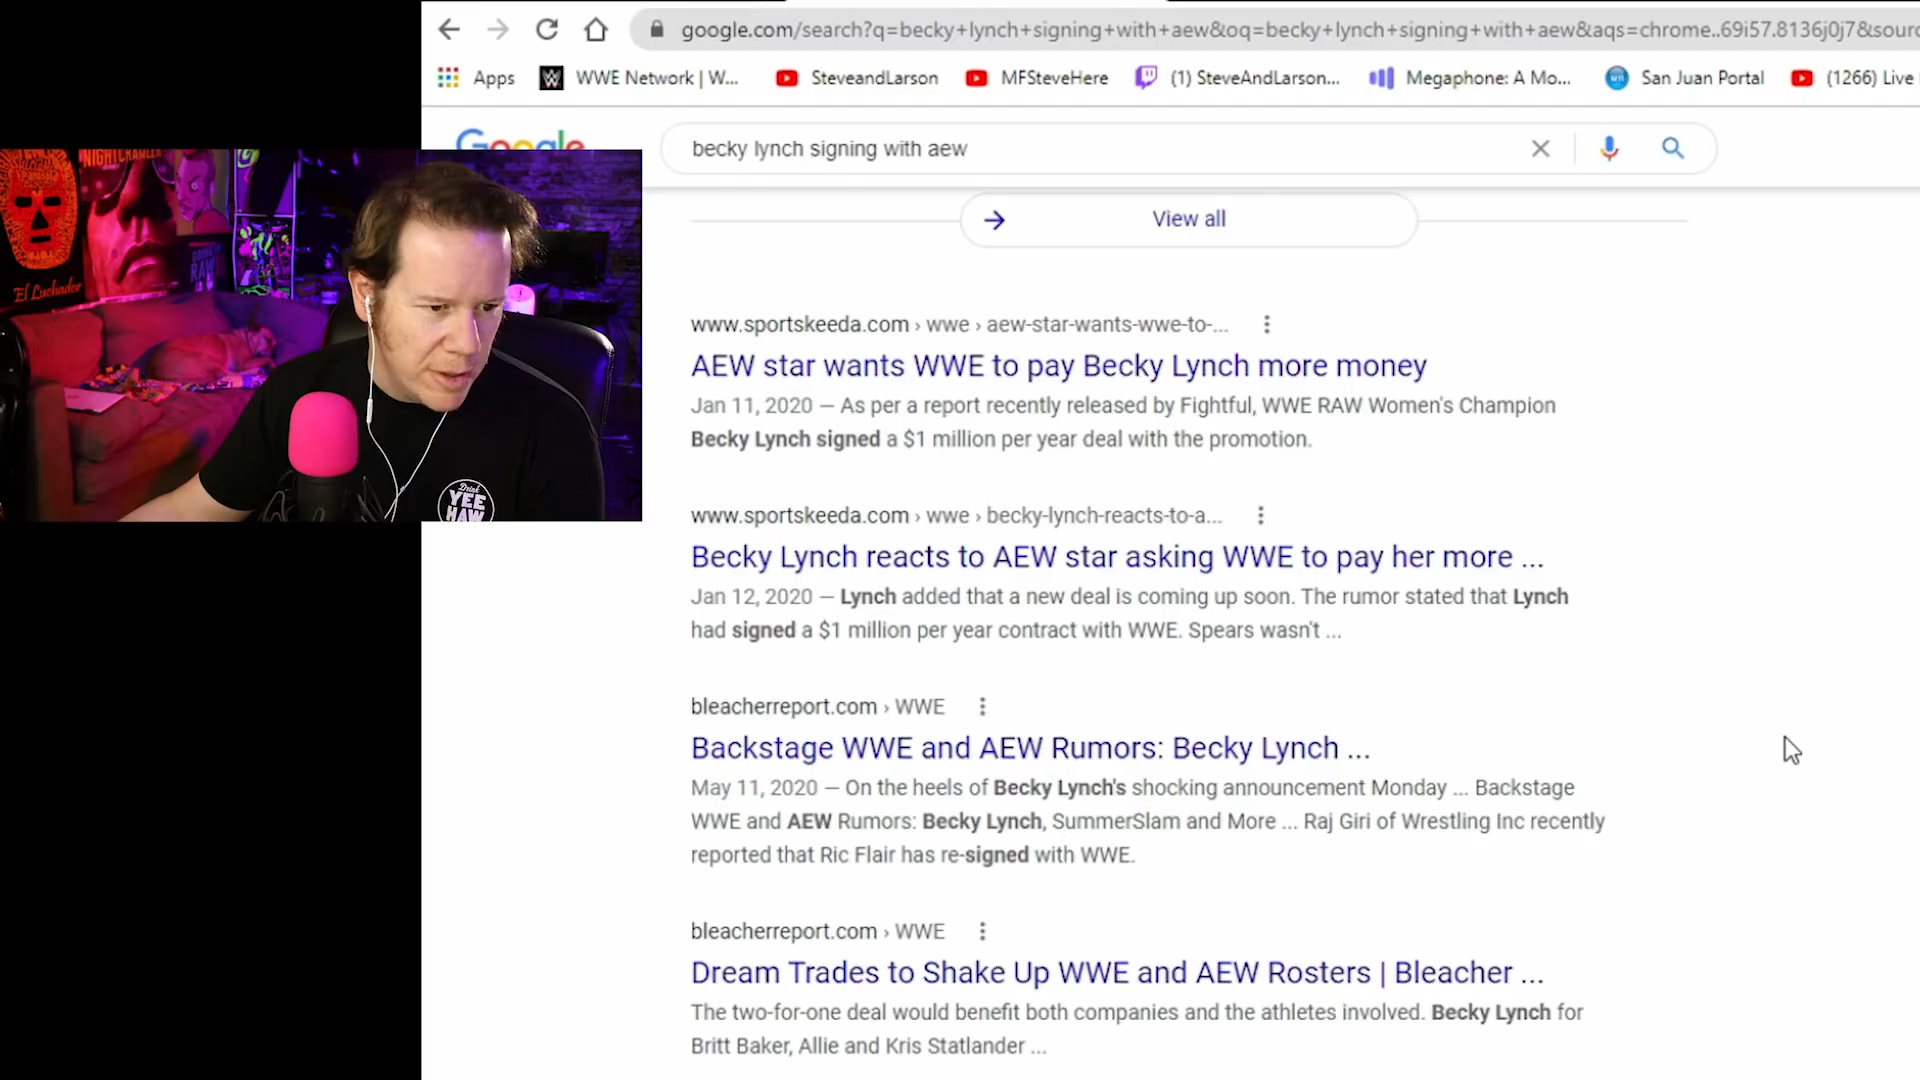 google.com/search?q=becky+lynch+signing+with+aew&oq=becky+lynch+signing+with+aew&aqs=chrome..69i57.8136j0j7&sourc
Apps
WWE Network | W...
SteveandLarson
MFSteveHere
(1) SteveAndLarson...
Megaphone: A Mo...
San Juan Portal
(1266) Live
Google
becky lynch signing with aew
View all
NIGHTCRAWLER
El Luchador
RAW
Drink
YEE
HAW
www.sportskeeda.com › wwe › aew-star-wants-wwe-to-...
AEW star wants WWE to pay Becky Lynch more money
Jan 11, 2020 — As per a report recently released by Fightful, WWE RAW Women's Champion
Becky Lynch signed a $1 million per year deal with the promotion.
www.sportskeeda.com › wwe › becky-lynch-reacts-to-a...
Becky Lynch reacts to AEW star asking WWE to pay her more ...
Jan 12, 2020 — Lynch added that a new deal is coming up soon. The rumor stated that Lynch
had signed a $1 million per year contract with WWE. Spears wasn't ...
bleacherreport.com › WWE
Backstage WWE and AEW Rumors: Becky Lynch ...
May 11, 2020 — On the heels of Becky Lynch's shocking announcement Monday ... Backstage
WWE and AEW Rumors: Becky Lynch, SummerSlam and More ... Raj Giri of Wrestling Inc recently
reported that Ric Flair has re-signed with WWE.
bleacherreport.com › WWE
Dream Trades to Shake Up WWE and AEW Rosters | Bleacher ...
The two-for-one deal would benefit both companies and the athletes involved. Becky Lynch for
Britt Baker, Allie and Kris Statlander ...